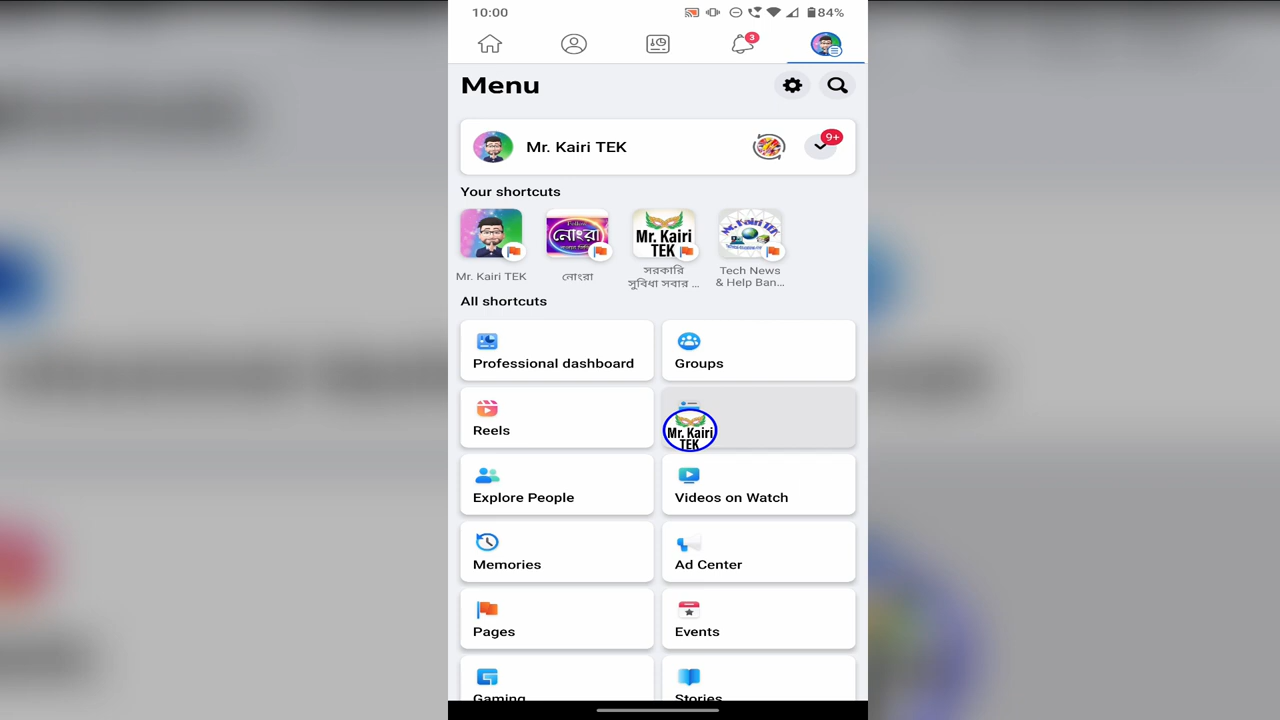 10:00
84%
3
Menu
Mr. Kairi TEK
9+
Your shortcuts
নোংরা
Mr. Kairi
TEK
Mr. Kairi TEK
Mr. Kairi TEK
নোংরা
সরকারি
সুবিধা সবার ...
Tech News
& Help Ban...
All shortcuts
Professional dashboard
Groups
Reels
Mr. Kairi
TEK
Explore People
Videos on Watch
Memories
Ad Center
Pages
Events
Gaming
Stories